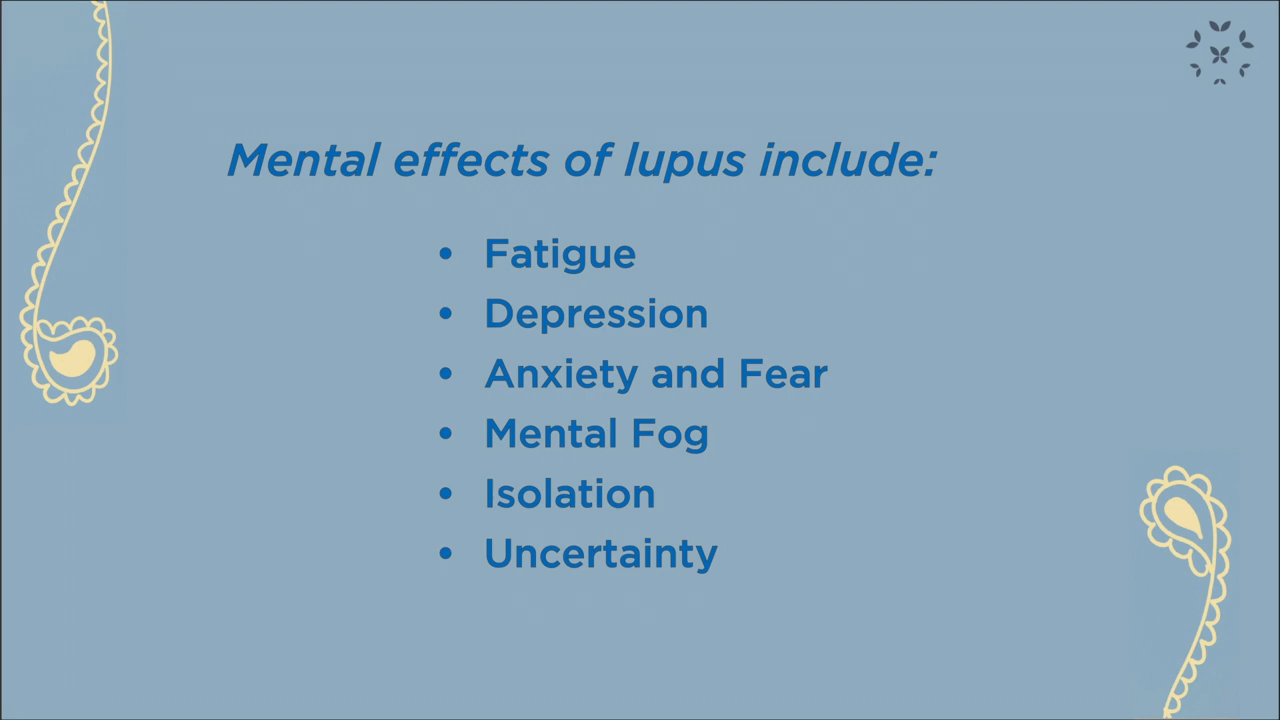 Mental effects of lupus include:
• Fatigue
• Depression
• Anxiety and Fear
• Mental Fog
• Isolation
• Uncertainty